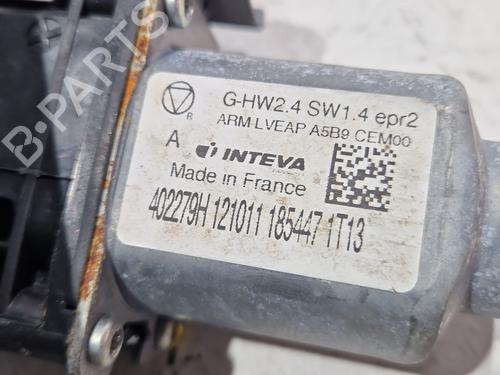 G-HW2.4 SW1.4 epr2
ARM LVEAP A5B9 CEM00
R
A INTEVA
Made in France
402279H 121011 185447 1T13
B-PARTS